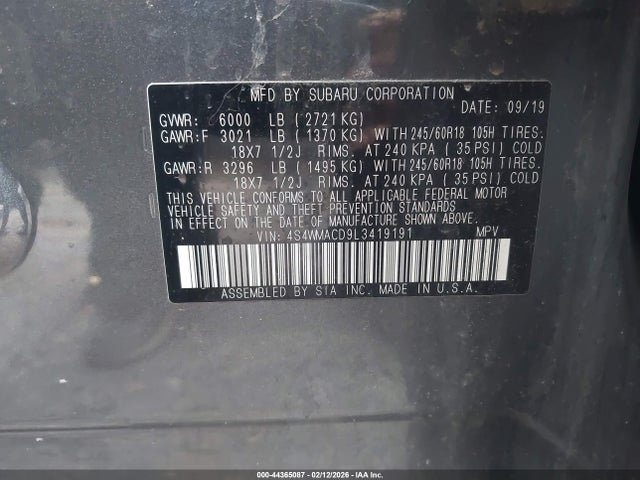 MFD BY SUBARU CORPORATION
DATE: 09/19
GVWR: 6000 LB ( 2721 KG)
GAWR:F 3021 LB ( 1370 KG) WITH 245/60R18 105H TIRES.
18X7 1/2J RIMS. AT 240 KPA ( 35 PSI) COLD
GAWR:R 3296 LB ( 1495 KG) WITH 245/60R18 105H TIRES.
18X7 1/2J RIMS. AT 240 KPA ( 35 PSI) COLD
THIS VEHICLE CONFORMS TO ALL APPLICABLE FEDERAL MOTOR
VEHICLE SAFETY AND THEFT PREVENTION STANDARDS
IN EFFECT ON THE DATE OF MANUFACTURE SHOWN ABOVE.
VIN: 4S4WMACD9L3419191 MPV
ASSEMBLED BY SIA INC. MADE IN U.S.A.
000-44365087 - 02/12/2026 - IAA Inc.